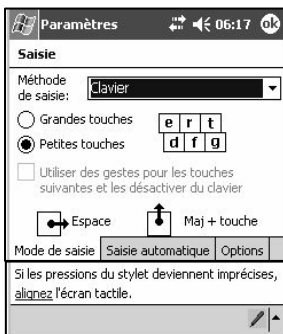 Paramètres 06:17 ok
Saisie
Méthode
de saisie: Clavier
Grandes touches
e r t
Petites touches
d f g
Utiliser des gestes pour les touches
suivantes et les désactiver du clavier
Espace Maj + touche
Mode de saisie Saisie automatique Options
Si les pressions du stylet deviennent imprécises,
alignez l'écran tactile.